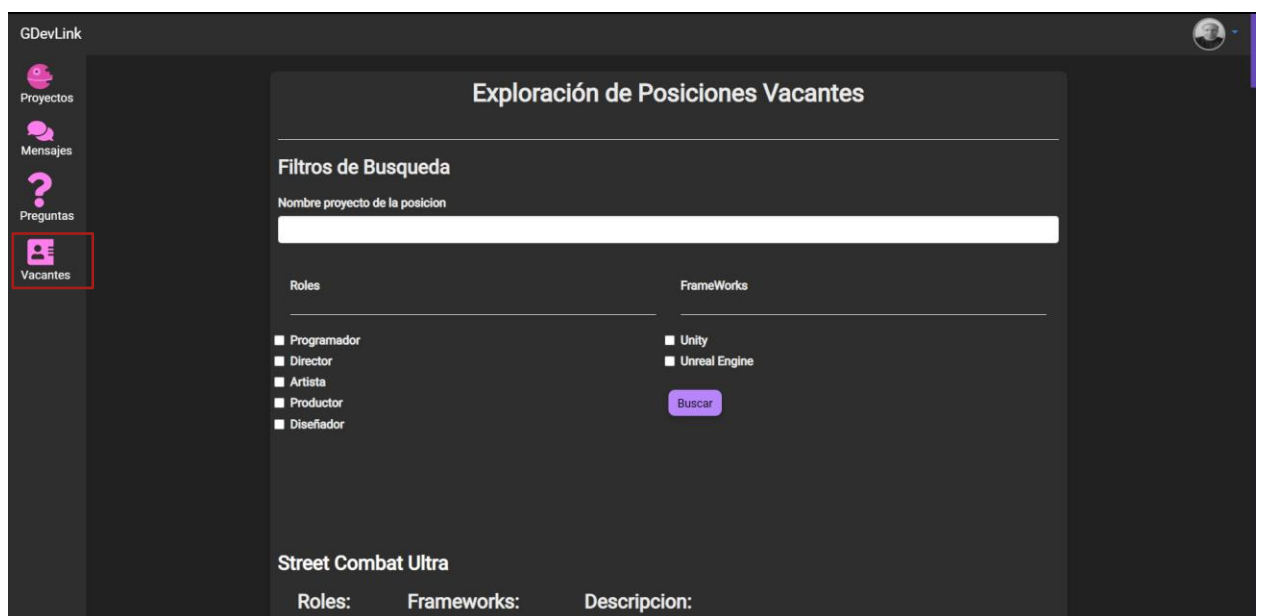 GDevLink
Proyectos
Mensajes
Preguntas
Vacantes
Exploración de Posiciones Vacantes
Filtros de Busqueda
Nombre proyecto de la posicion
Roles
FrameWorks
Programador
Director
Artista
Productor
Diseñador
Unity
Unreal Engine
Buscar
Street Combat Ultra
Roles: Frameworks: Descripcion: